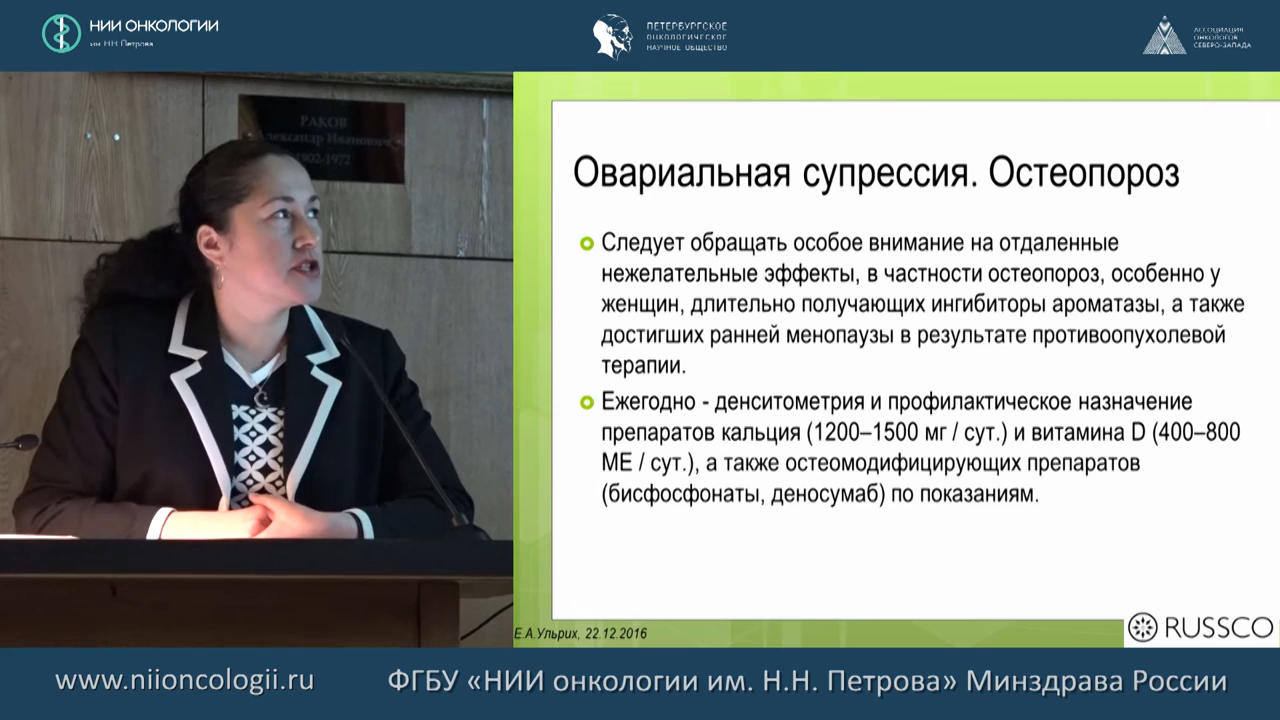 НИИ ОНКОЛОГИИ
им. Н.Н. Петрова
ПЕТЕРБУРГСКОЕ
ОНКОЛОГИЧЕСКОЕ
НАУЧНОЕ ОБЩЕСТВО
АССОЦИАЦИЯ
ОНКОЛОГОВ
СЕВЕРО-ЗАПАДА
РАКОВ
Александр Иванович
1902-1972
Овариальная супрессия. Остеопороз
Следует обращать особое внимание на отдаленные
нежелательные эффекты, в частности остеопороз, особенно у
женщин, длительно получающих ингибиторы ароматазы, а также
достигших ранней менопаузы в результате противоопухолевой
терапии.
Ежегодно - денситометрия и профилактическое назначение
препаратов кальция (1200–1500 мг / сут.) и витамина D (400–800
МЕ / сут.), а также остеомодифицирующих препаратов
(бисфосфонаты, деносумаб) по показаниям.
Е.А.Ульрих, 22.12.2016
RUSSCO
www.niioncologii.ru
ФГБУ «НИИ онкологии им. Н.Н. Петрова» Минздрава России